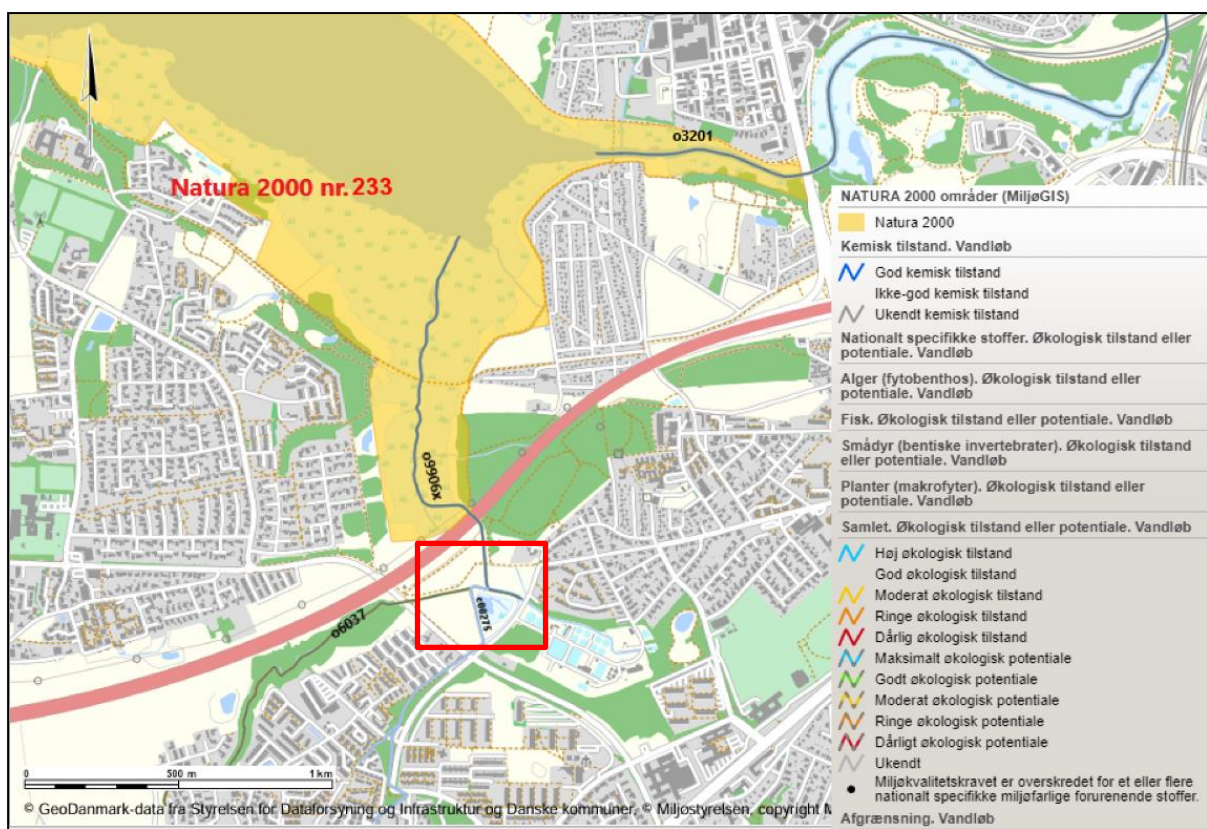 o3201
Natura 2000 nr. 233
o9906x
o6037
c00275
0 500 m 1 km
© GeoDanmark-data fra Styrelsen for Dataforsyning og Infrastruktur og Danske kommuner, © Miljøstyrelsen, copyright
NATURA 2000 områder (MiljøGIS)
Natura 2000
Kemisk tilstand. Vandløb
God kemisk tilstand
Ikke-god kemisk tilstand
Ukendt kemisk tilstand
Nationalt specifikke stoffer. Økologisk tilstand eller
potentiale. Vandløb
Alger (fytobenthos). Økologisk tilstand eller
potentiale. Vandløb
Fisk. Økologisk tilstand eller potentiale. Vandløb
Smådyr (bentiske invertebrater). Økologisk tilstand
eller potentiale. Vandløb
Planter (makrofyter). Økologisk tilstand eller
potentiale. Vandløb
Samlet. Økologisk tilstand eller potentiale. Vandløb
Høj økologisk tilstand
God økologisk tilstand
Moderat økologisk tilstand
Ringe økologisk tilstand
Dårlig økologisk tilstand
Maksimalt økologisk potentiale
Godt økologisk potentiale
Moderat økologisk potentiale
Ringe økologisk potentiale
Dårligt økologisk potentiale
Ukendt
Miljøkvalitetskravet er overskredet for et eller flere
nationalt specifikke miljøfarlige forurenende stoffer.
Afgrænsning. Vandløb